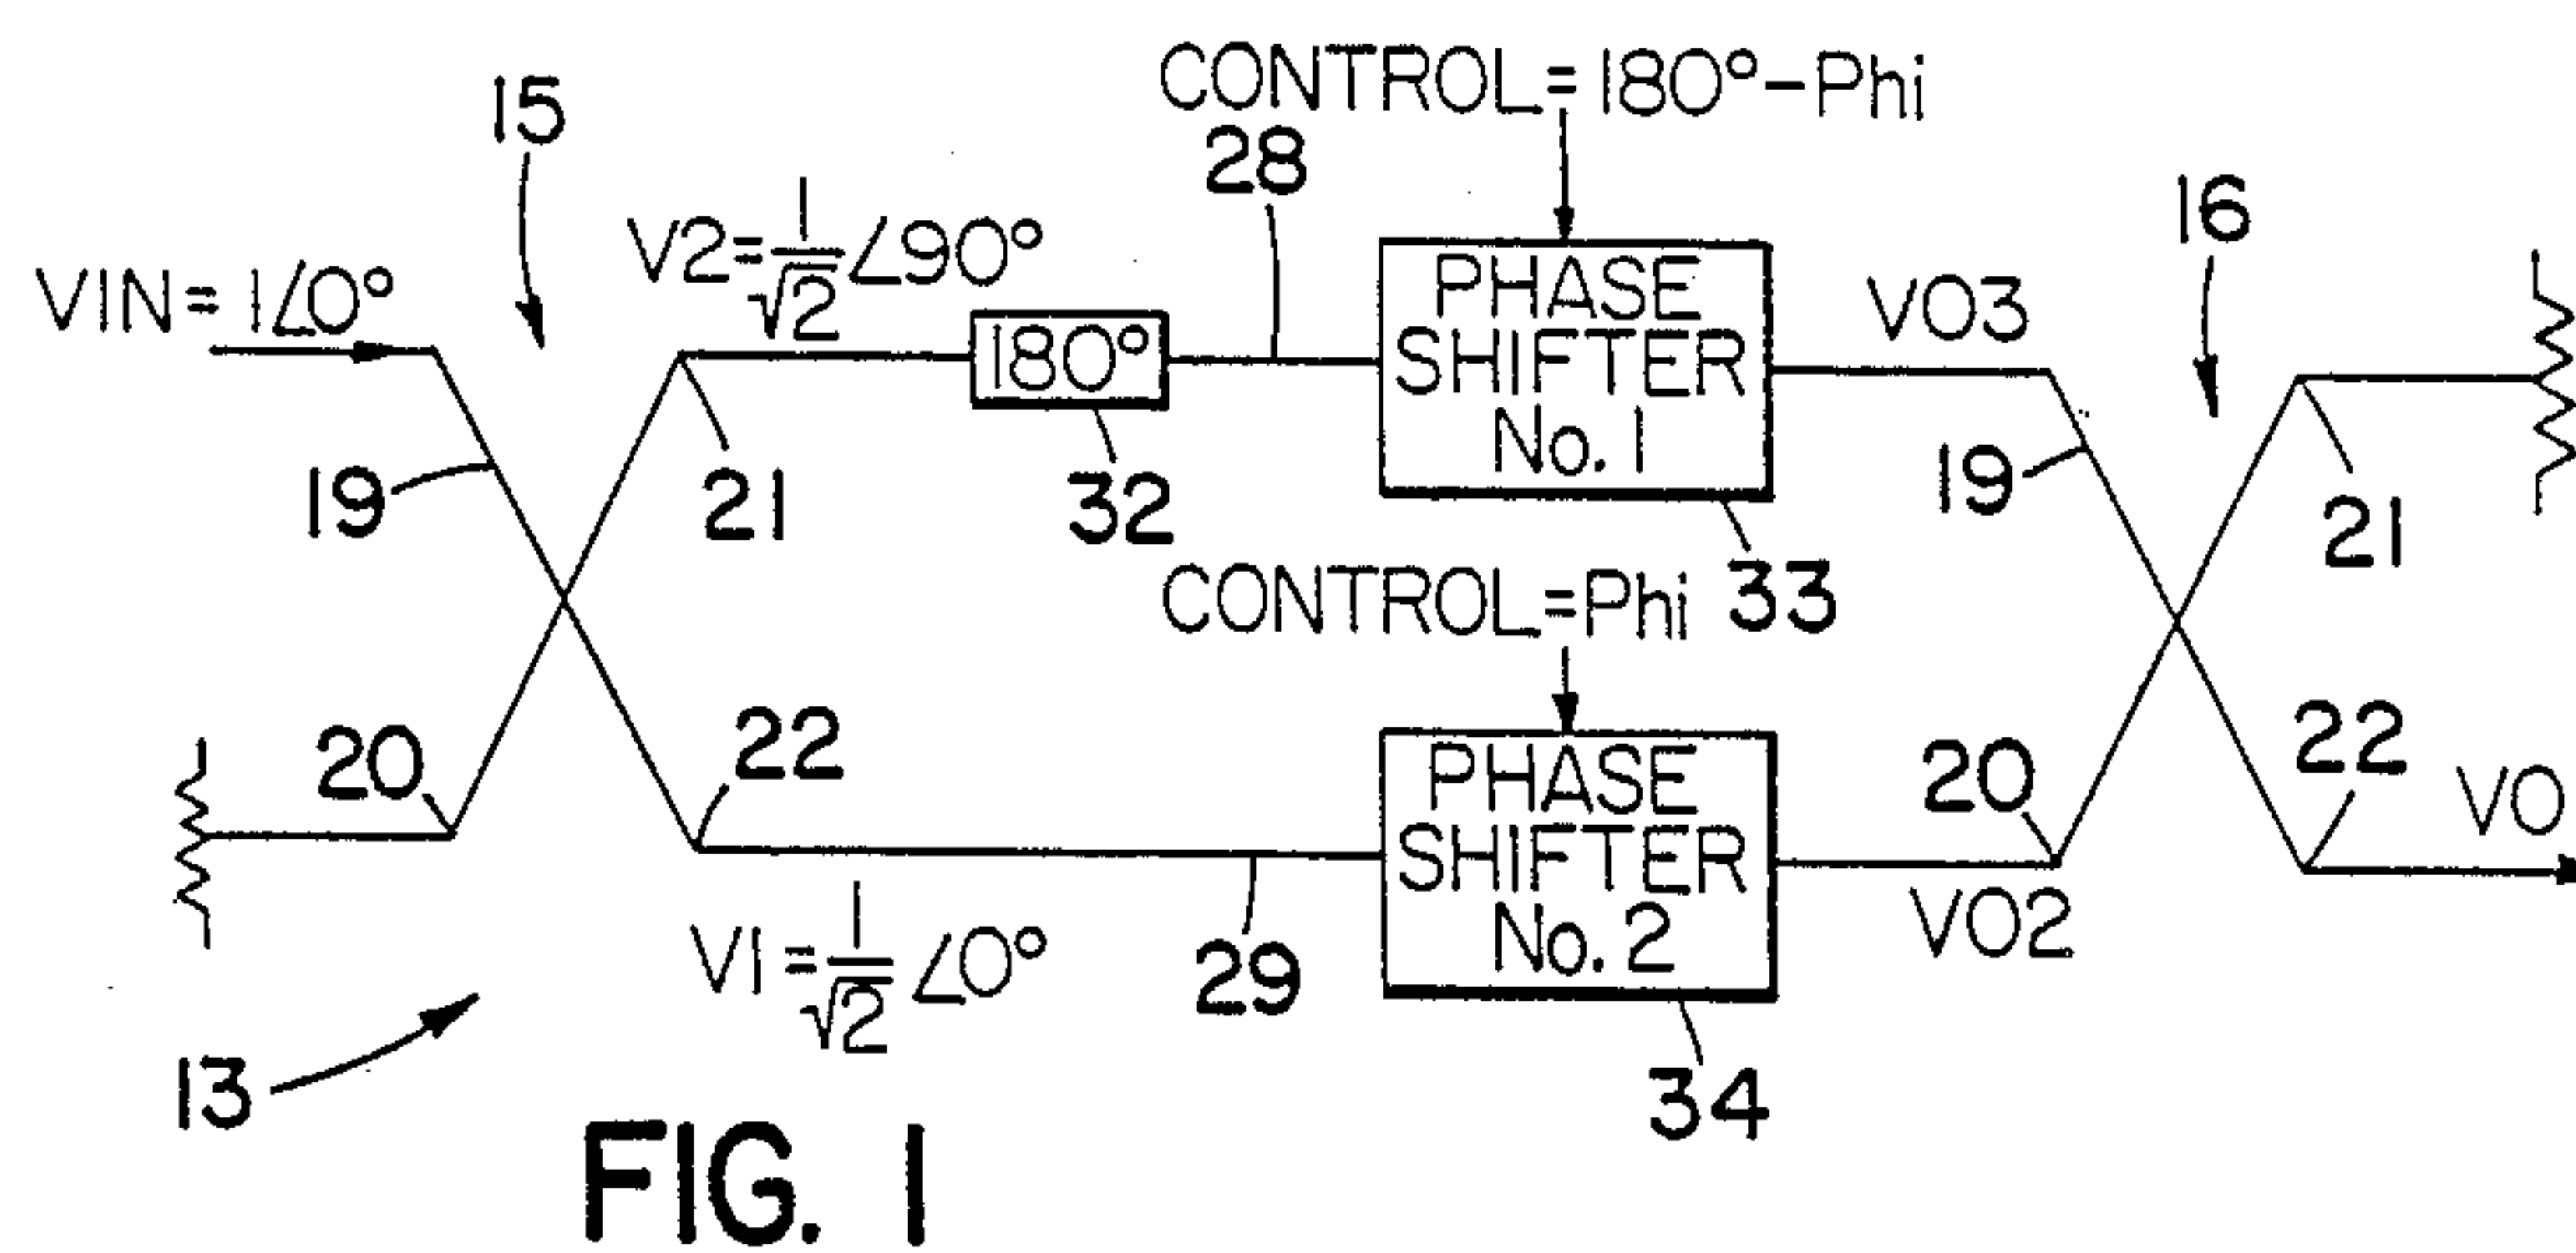 CONTROL=180°-Phi
15
28
16
V2=1/√2∠90°
VIN=1∠0°
180°
PHASE
SHIFTER
No. 1
VO3
19
21
32
33
19
21
CONTROL=Phi
20
22
PHASE
SHIFTER
No. 2
20
22
VO
V1=1/√2∠0°
29
VO2
13
34
FIG. 1